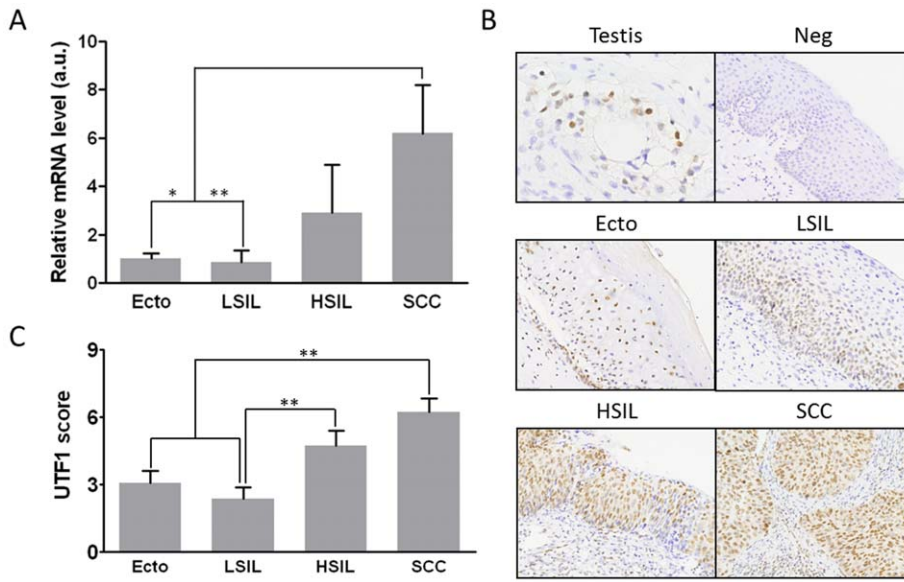 A
Relative mRNA level (a.u.)
10
8
6
4
2
0
* **
Ecto LSIL HSIL SCC
B
Testis Neg
Ecto LSIL
HSIL SCC
C
UTF1 score
9
6
3
0
**
**
Ecto LSIL HSIL SCC